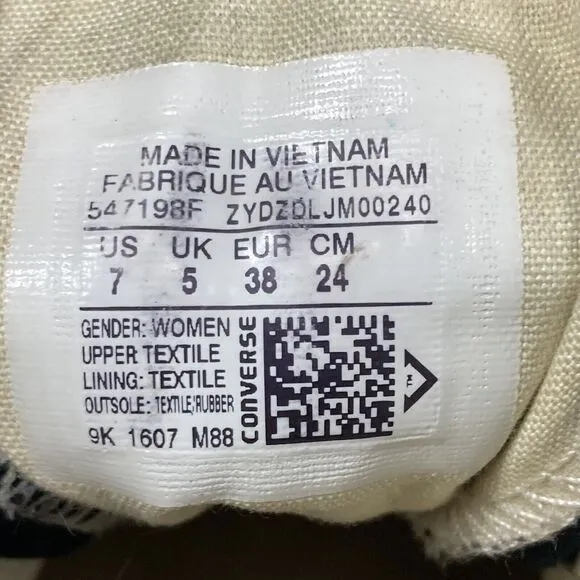 MADE IN VIETNAM
FABRIQUE AU VIETNAM
547198F ZYDZDLJM00240
US UK EUR CM
7 5 38 24
GENDER: WOMEN
UPPER TEXTILE
LINING: TEXTILE
OUTSOLE: TEXTILE/RUBBER
9K 1607 M88
CONVERSE
TM